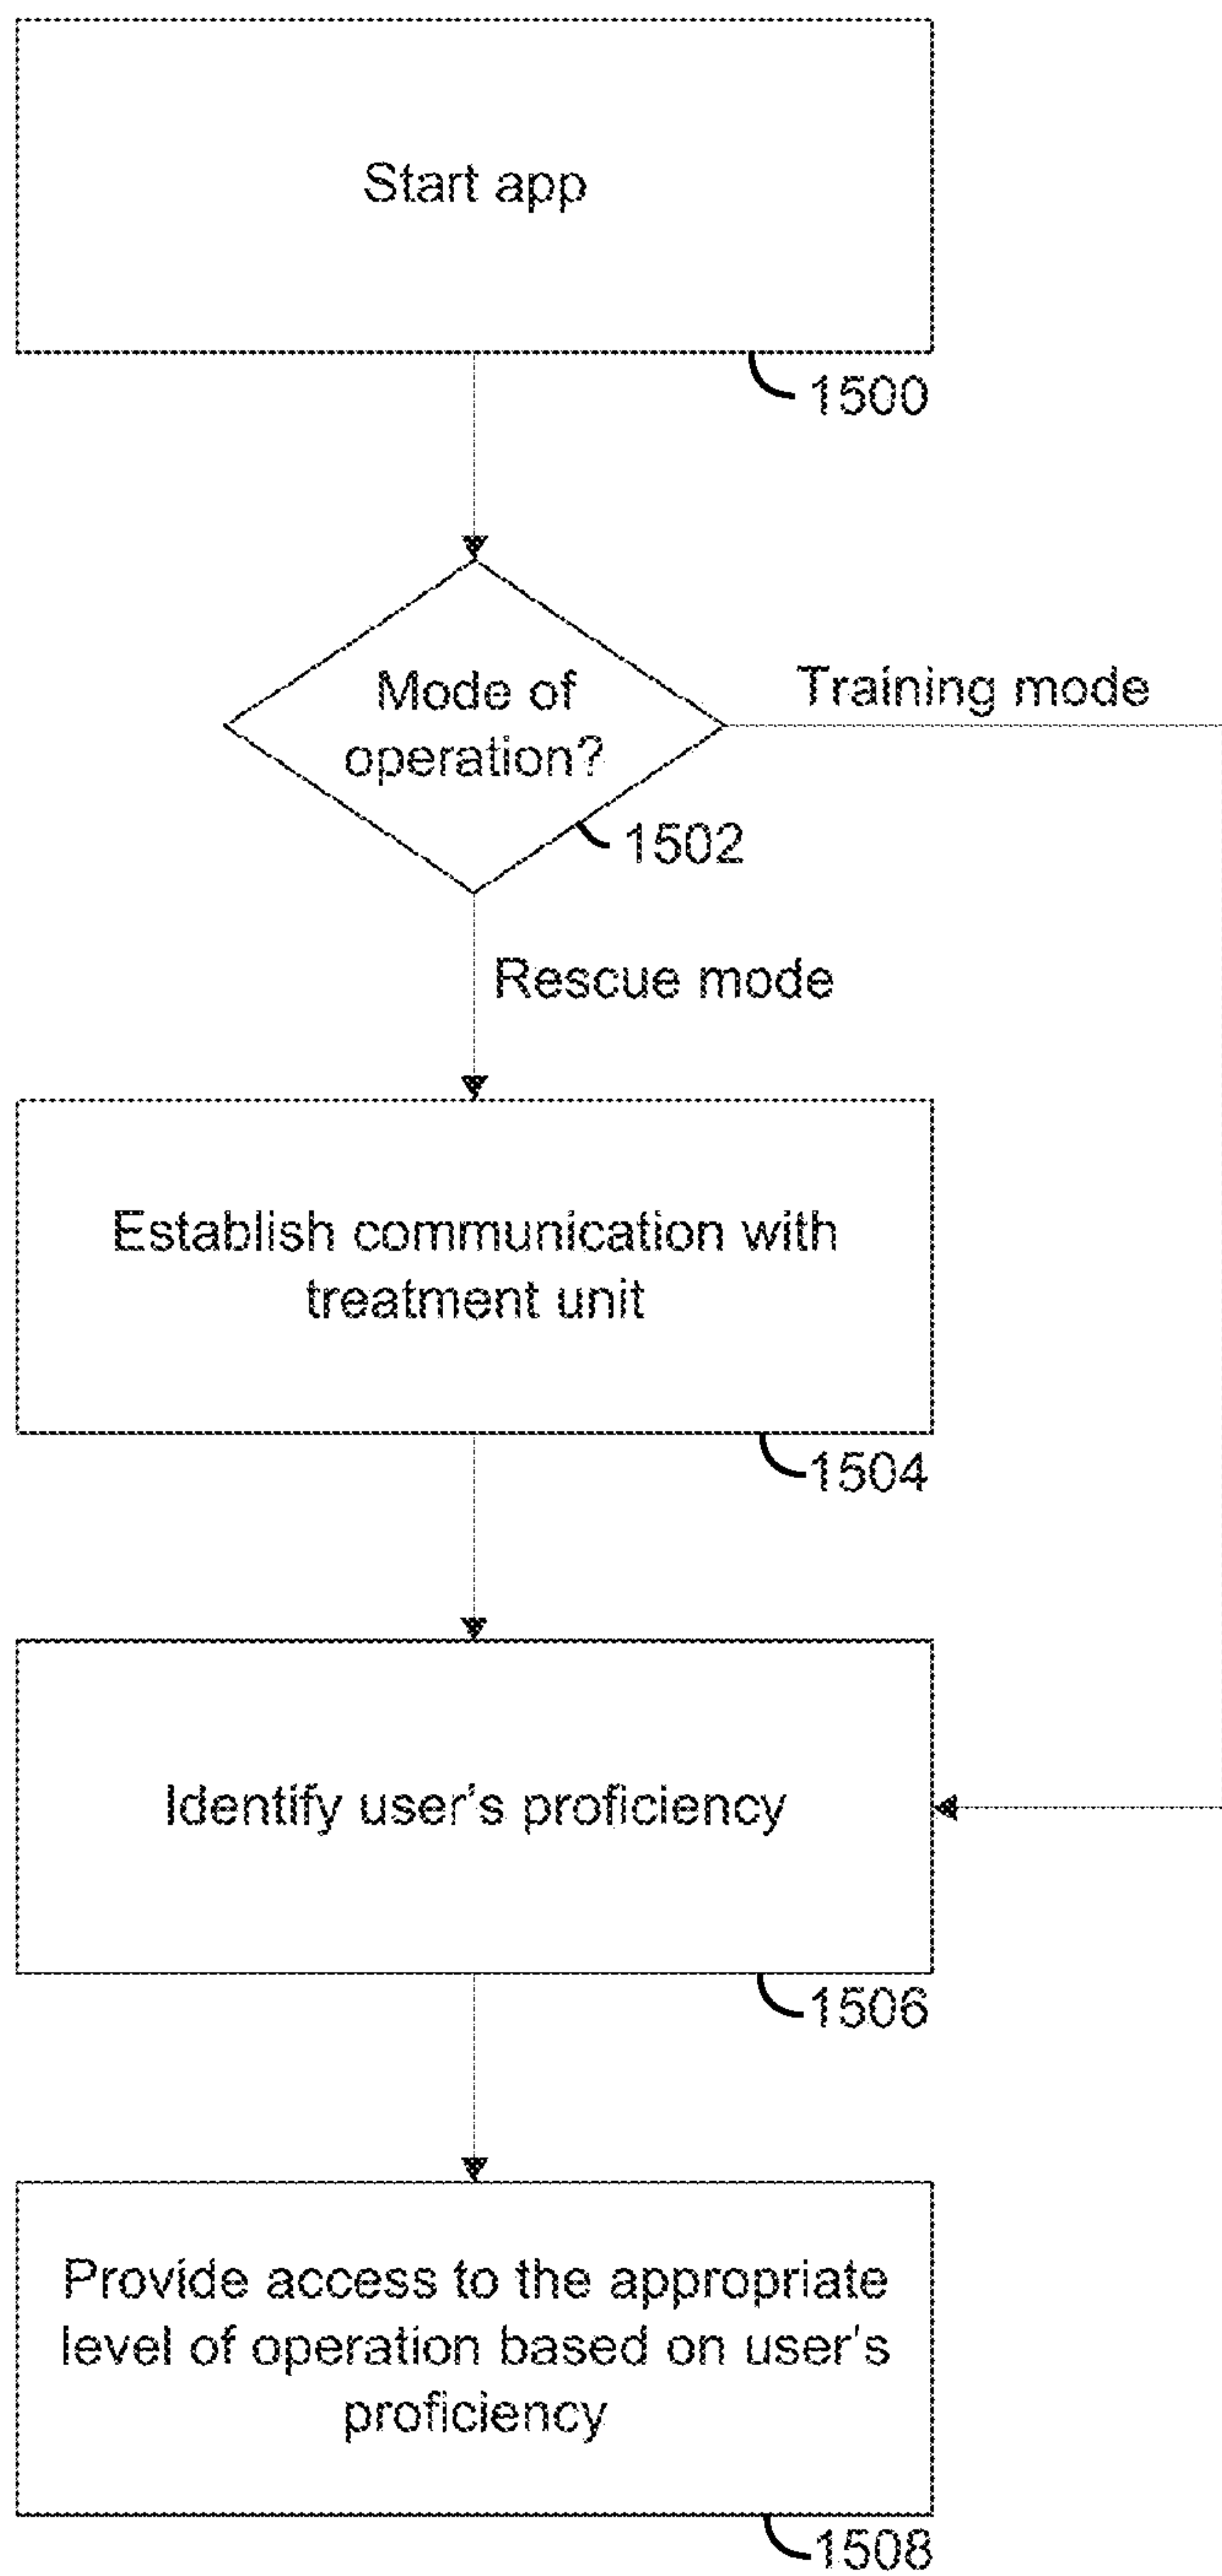 Start app
1500
Mode of
operation?
Training mode
1502
Rescue mode
Establish communication with
treatment unit
1504
Identify user's proficiency
1506
Provide access to the appropriate
level of operation based on user's
proficiency
1508